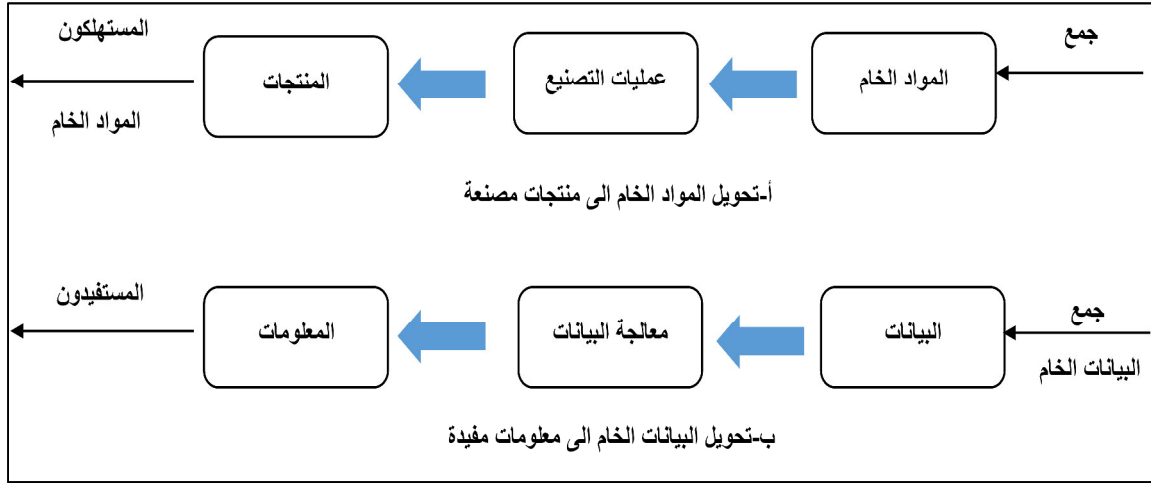 جمع
المواد الخام
عمليات التصنيع
المنتجات
المستهلكون
المواد الخام
أ-تحويل المواد الخام الى منتجات مصنعة
جمع
البيانات الخام
البيانات
معالجة البيانات
المعلومات
المستفيدون
ب-تحويل البيانات الخام الى معلومات مفيدة